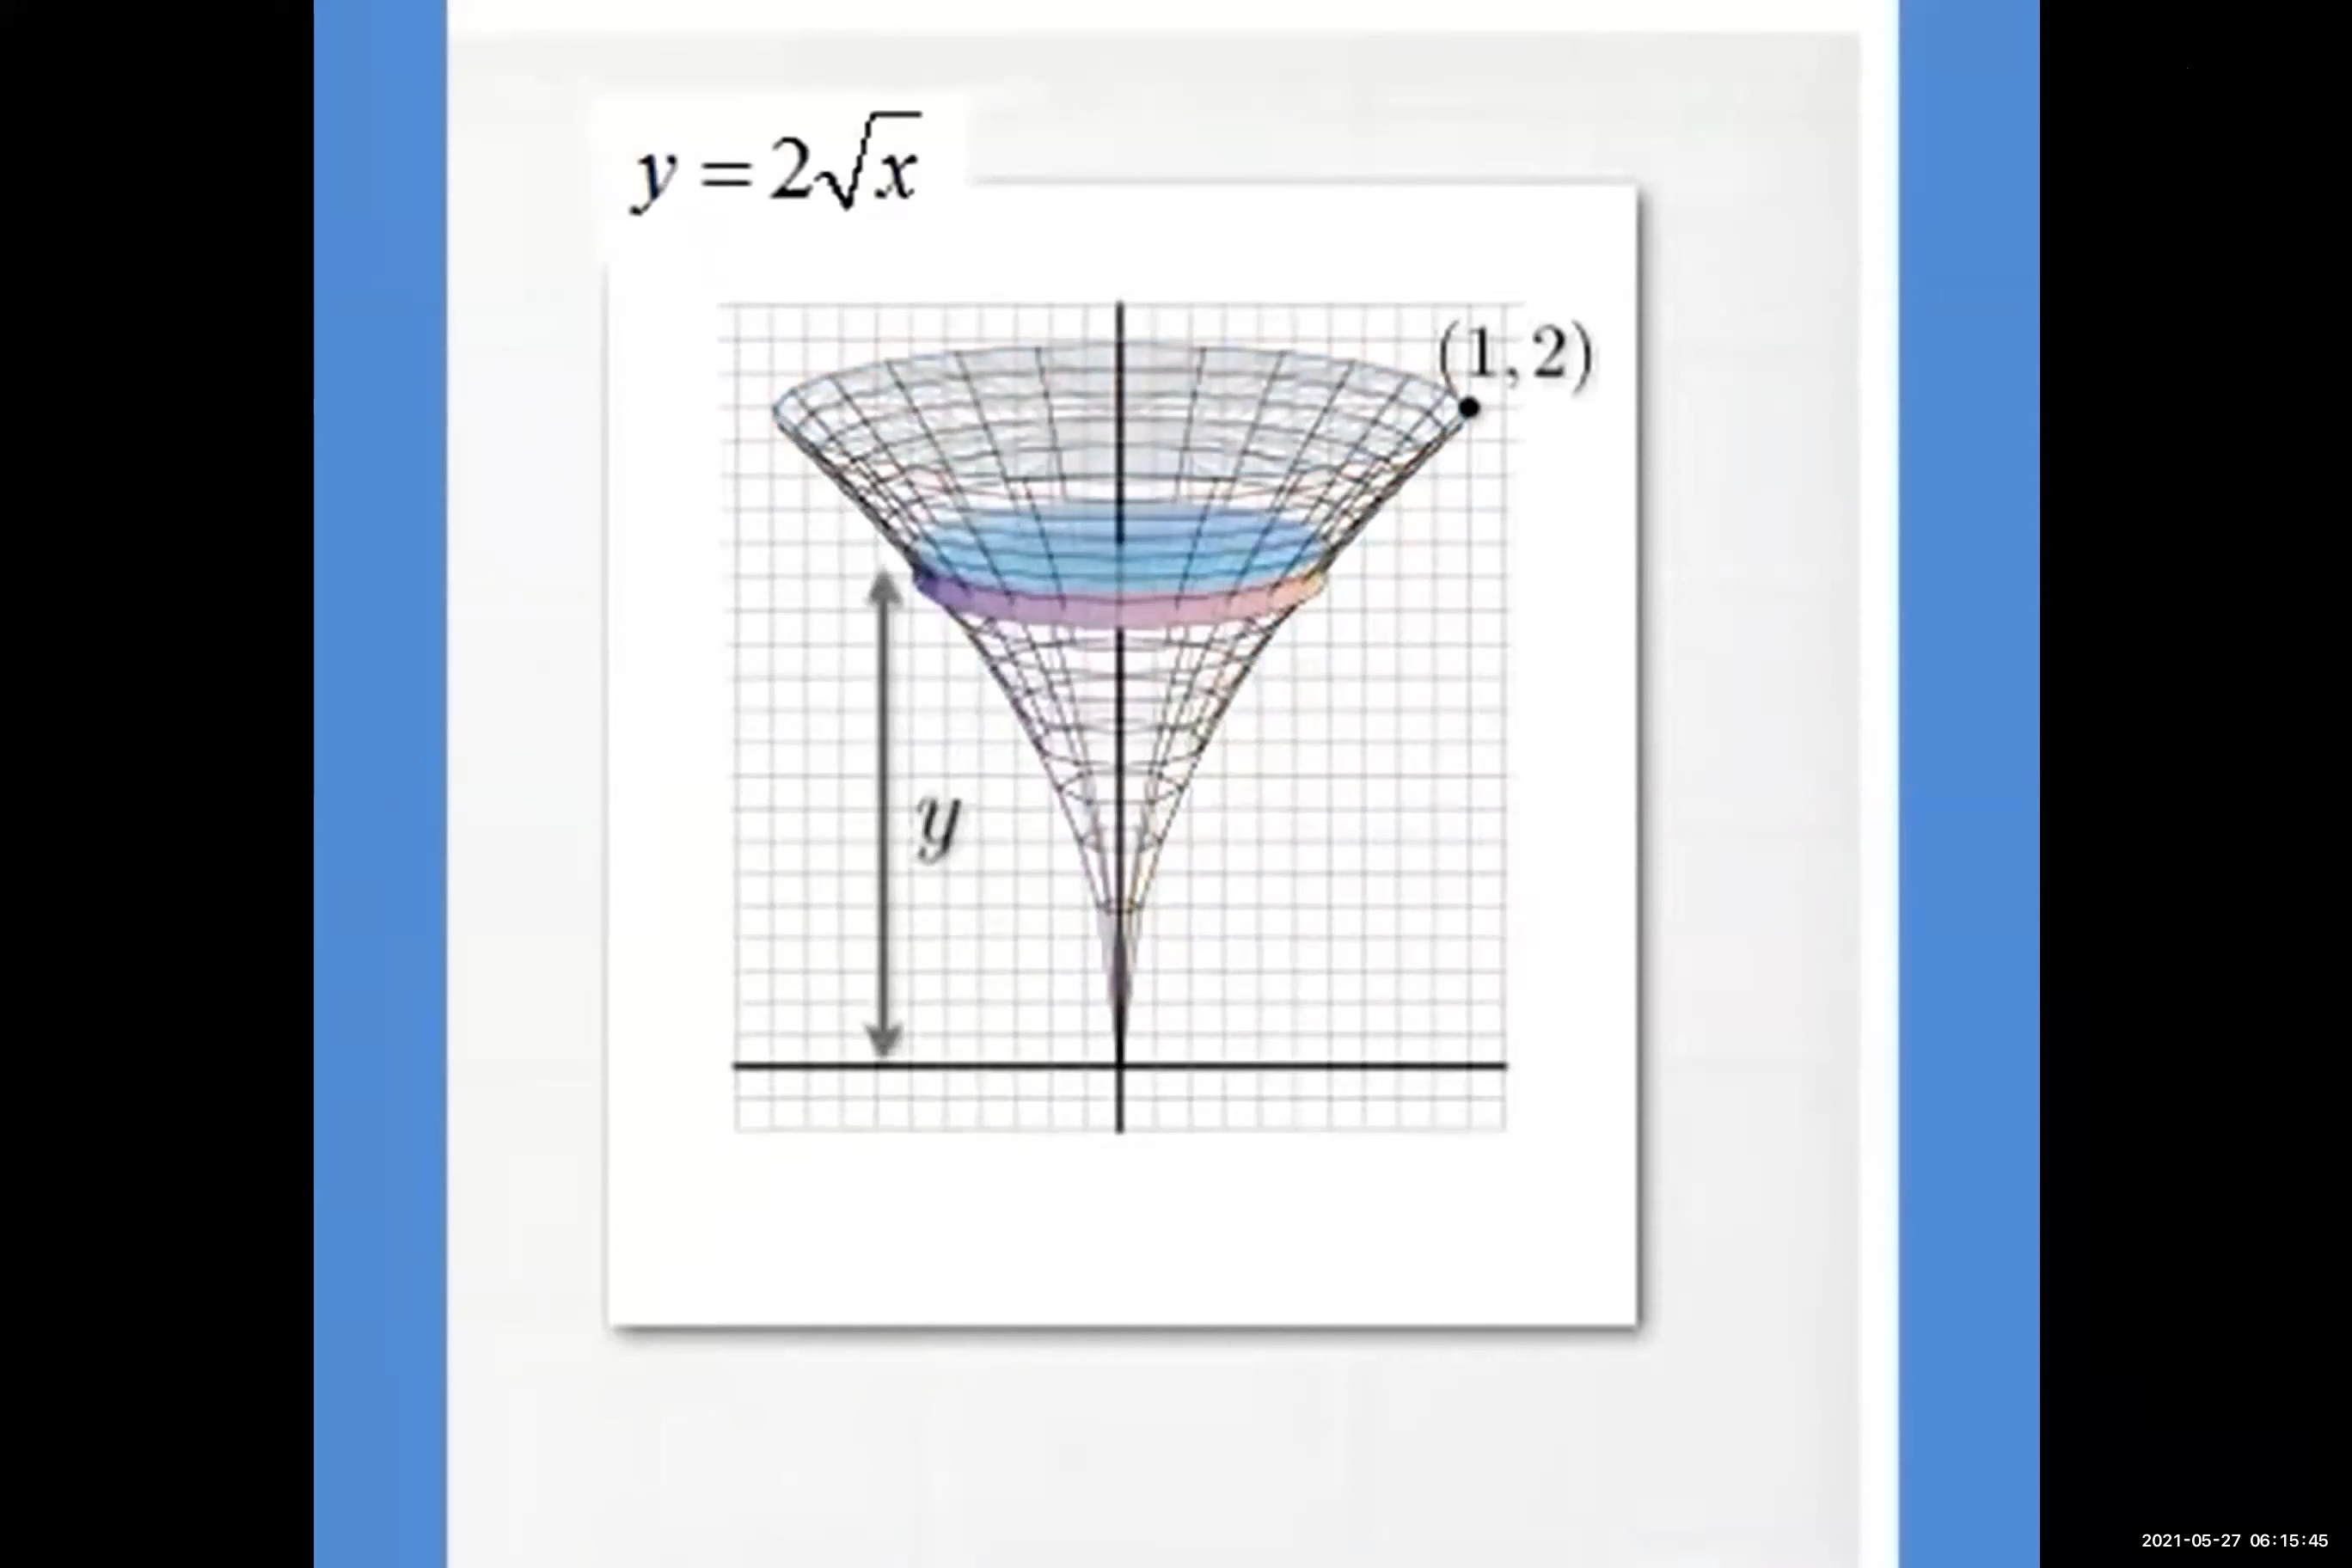 y = 2√x
(1, 2)
y
2021-05-27 06:15:45